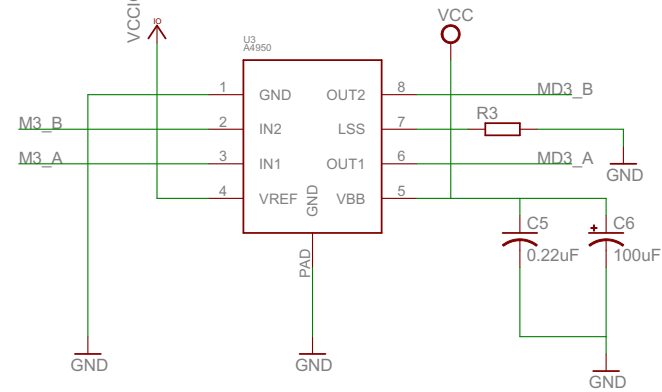 VCCIO
IO
VCC
U3
A4950
1 GND OUT2 8 MD3_B
M3_B 2 IN2 LSS 7 R3
M3_A 3 IN1 OUT1 6 MD3_A
GND
4 VREF GND VBB 5
C5 C6
0.22uF 100uF
PAD
GND GND GND